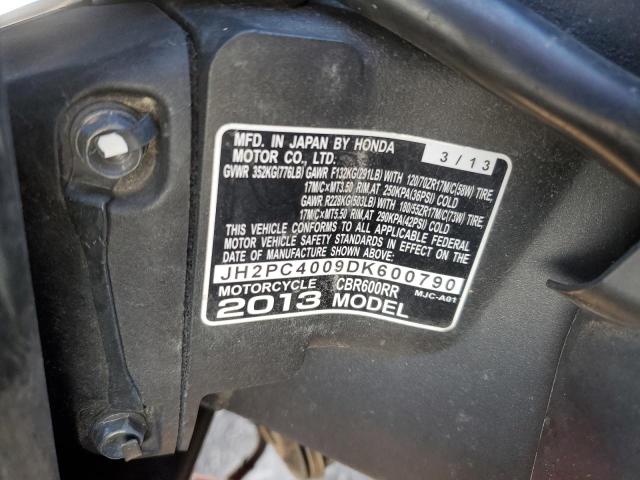 MFD. IN JAPAN BY HONDA
MOTOR CO., LTD.
3/13
GVWR 352KG(776LB) GAWR F132KG(291LB) WITH 120/70ZR17M/C(58W) TIRE,
17M/C×MT3.50 RIM.AT 250KPA(36PSI) COLD
GAWR R228KG(503LB) WITH 180/55ZR17M/C(73W) TIRE,
17M/C×MT5.50 RIM.AT 290KPA(42PSI) COLD
THIS VEHICLE CONFORMS TO ALL APPLICABLE FEDERAL
MOTOR VEHICLE SAFETY STANDARDS IN EFFECT ON THE
DATE OF MANUFACTURE SHOWN ABOVE.
JH2PC4009DK600790
MOTORCYCLE CBR600RR MJC-A01
2013 MODEL